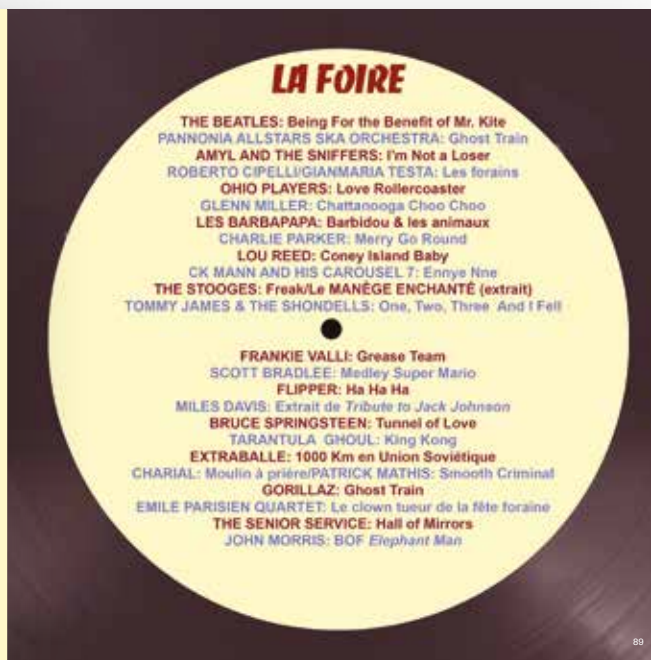 LA FOIRE
THE BEATLES: Being For the Benefit of Mr. Kite
PANNONIA ALLSTARS SKA ORCHESTRA: Ghost Train
AMYL AND THE SNIFFERS: I'm Not a Loser
ROBERTO CIPELLI/GIANMARIA TESTA: Les forains
OHIO PLAYERS: Love Rollercoaster
GLENN MILLER: Chattanooga Choo Choo
LES BARBAPAPA: Barbidou & les animaux
CHARLIE PARKER: Merry Go Round
LOU REED: Coney Island Baby
CK MANN AND HIS CAROUSEL 7: Ennye Nne
THE STOOGES: Freak/Le MANÈGE ENCHANTÉ (extrait)
TOMMY JAMES & THE SHONDELLS: One, Two, Three And I Fell
FRANKIE VALLI: Grease Team
SCOTT BRADLEE: Medley Super Mario
FLIPPER: Ha Ha Ha
MILES DAVIS: Extrait de Tribute to Jack Johnson
BRUCE SPRINGSTEEN: Tunnel of Love
TARANTULA GHOUL: King Kong
EXTRABALLE: 1000 Km en Union Soviétique
CHARIAL: Moulin à prière/PATRICK MATHIS: Smooth Criminal
GORILLAZ: Ghost Train
EMILE PARISIEN QUARTET: Le clown tueur de la fête foraine
THE SENIOR SERVICE: Hall of Mirrors
JOHN MORRIS: BOF Elephant Man
89